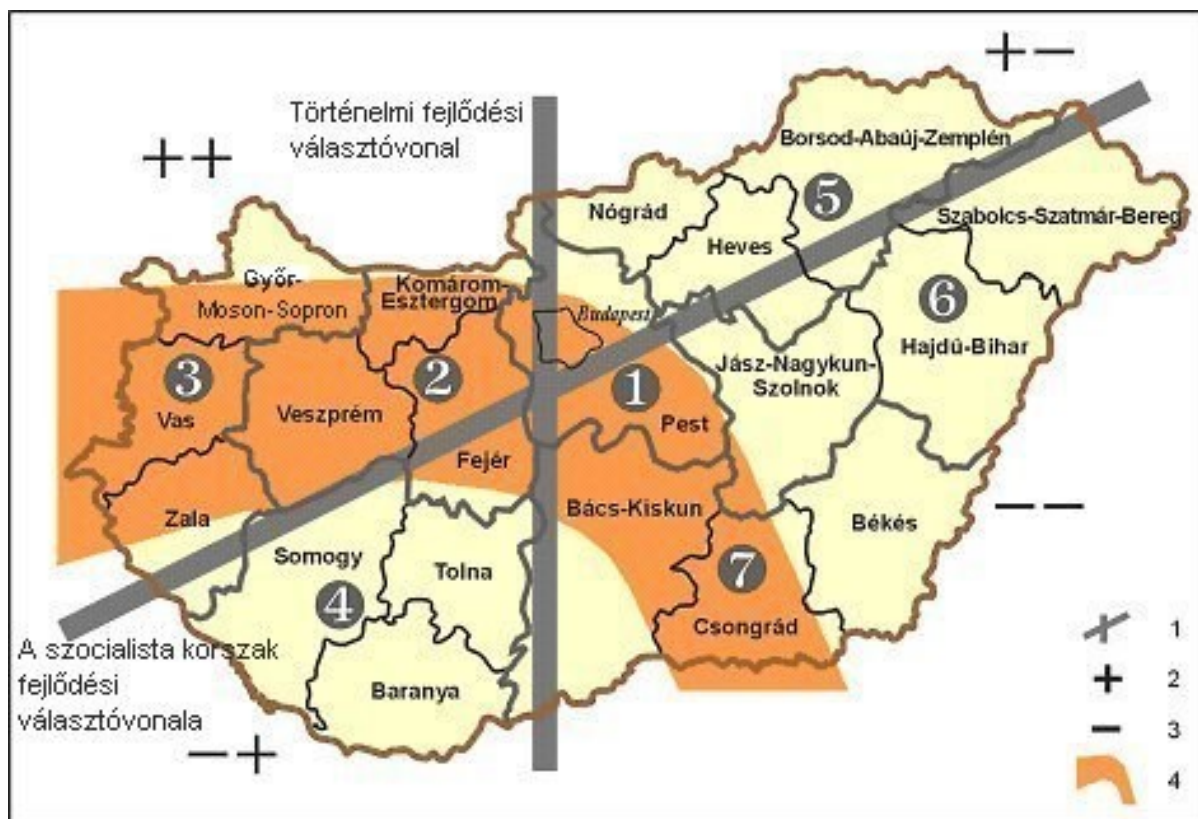 + −
Történelmi fejlődési
választóvonal
+ +
Borsod-Abaúj-Zemplén
5
Nógrád
Szabolcs-Szatmár-Bereg
Heves
Győr-
Moson-Sopron
Komárom-
Esztergom
Budapest
6
Hajdú-Bihar
3
2
1
Jász-Nagykun-
Szolnok
Vas
Veszprém
Pest
Fejér
Zala
Bács-Kiskun
− −
Békés
Somogy
Tolna
7
4
Csongrád
A szocialista korszak
fejlődési
választóvonala
Baranya
− +
1
+ 2
− 3
4